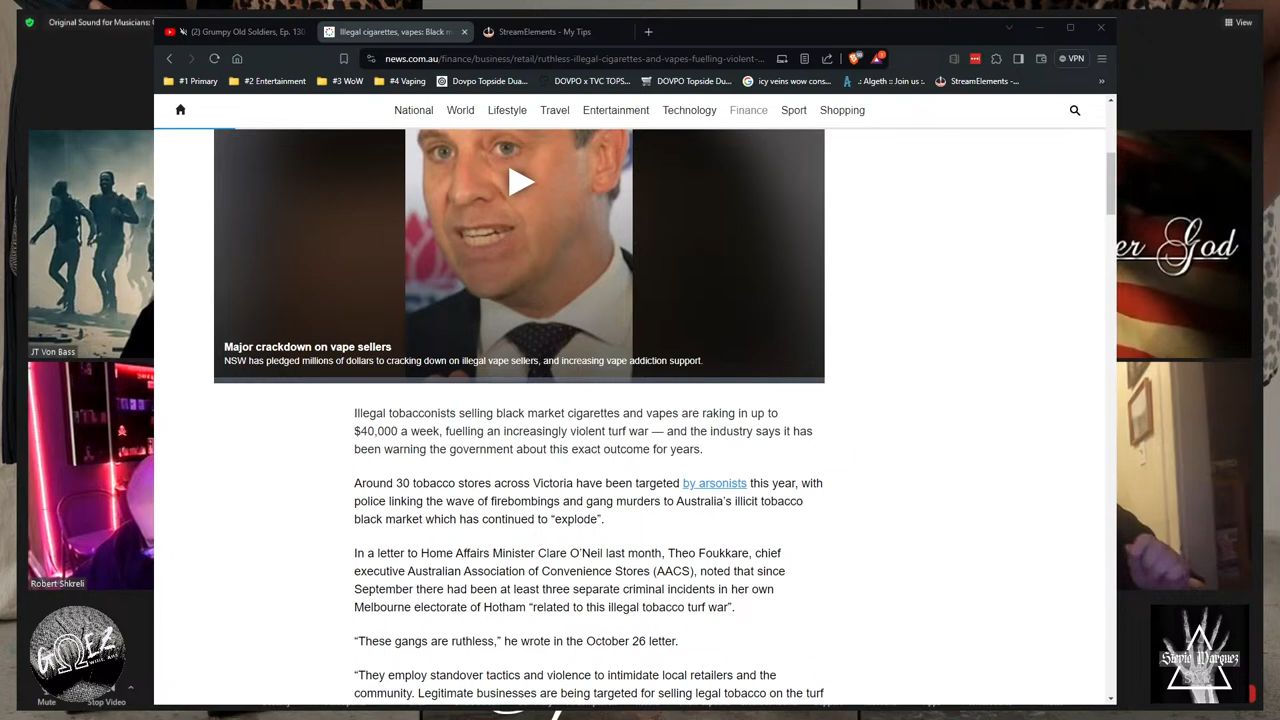 Original Sound for Musicians:
View
(2) Grumpy Old Soldiers, Ep. 130
Illegal cigarettes, vapes: Black m
StreamElements - My Tips
news.com.au/finance/business/retail/ruthless-illegal-cigarettes-and-vapes-fuelling-violent-...
VPN
#1 Primary
#2 Entertainment
#3 WoW
#4 Vaping
Dovpo Topside Dua...
DOVPO x TVC TOPS...
DOVPO Topside Du...
icy veins wow cons...
.: Algeth :: Join us :.
StreamElements -...
National World Lifestyle Travel Entertainment Technology Finance Sport Shopping
er God
Major crackdown on vape sellers
NSW has pledged millions of dollars to cracking down on illegal vape sellers, and increasing vape addiction support.
JT Von Bass
Illegal tobacconists selling black market cigarettes and vapes are raking in up to
$40,000 a week, fuelling an increasingly violent turf war — and the industry says it has
been warning the government about this exact outcome for years.
Around 30 tobacco stores across Victoria have been targeted by arsonists this year, with
police linking the wave of firebombings and gang murders to Australia’s illicit tobacco
black market which has continued to “explode”.
In a letter to Home Affairs Minister Clare O’Neil last month, Theo Foukkare, chief
executive Australian Association of Convenience Stores (AACS), noted that since
September there had been at least three separate criminal incidents in her own
Melbourne electorate of Hotham “related to this illegal tobacco turf war”.
Robert Shkreli
“These gangs are ruthless,” he wrote in the October 26 letter.
“They employ standover tactics and violence to intimidate local retailers and the
community. Legitimate businesses are being targeted for selling legal tobacco on the turf
GΩEZ
Stevie Marquez
Mute
Stop Video